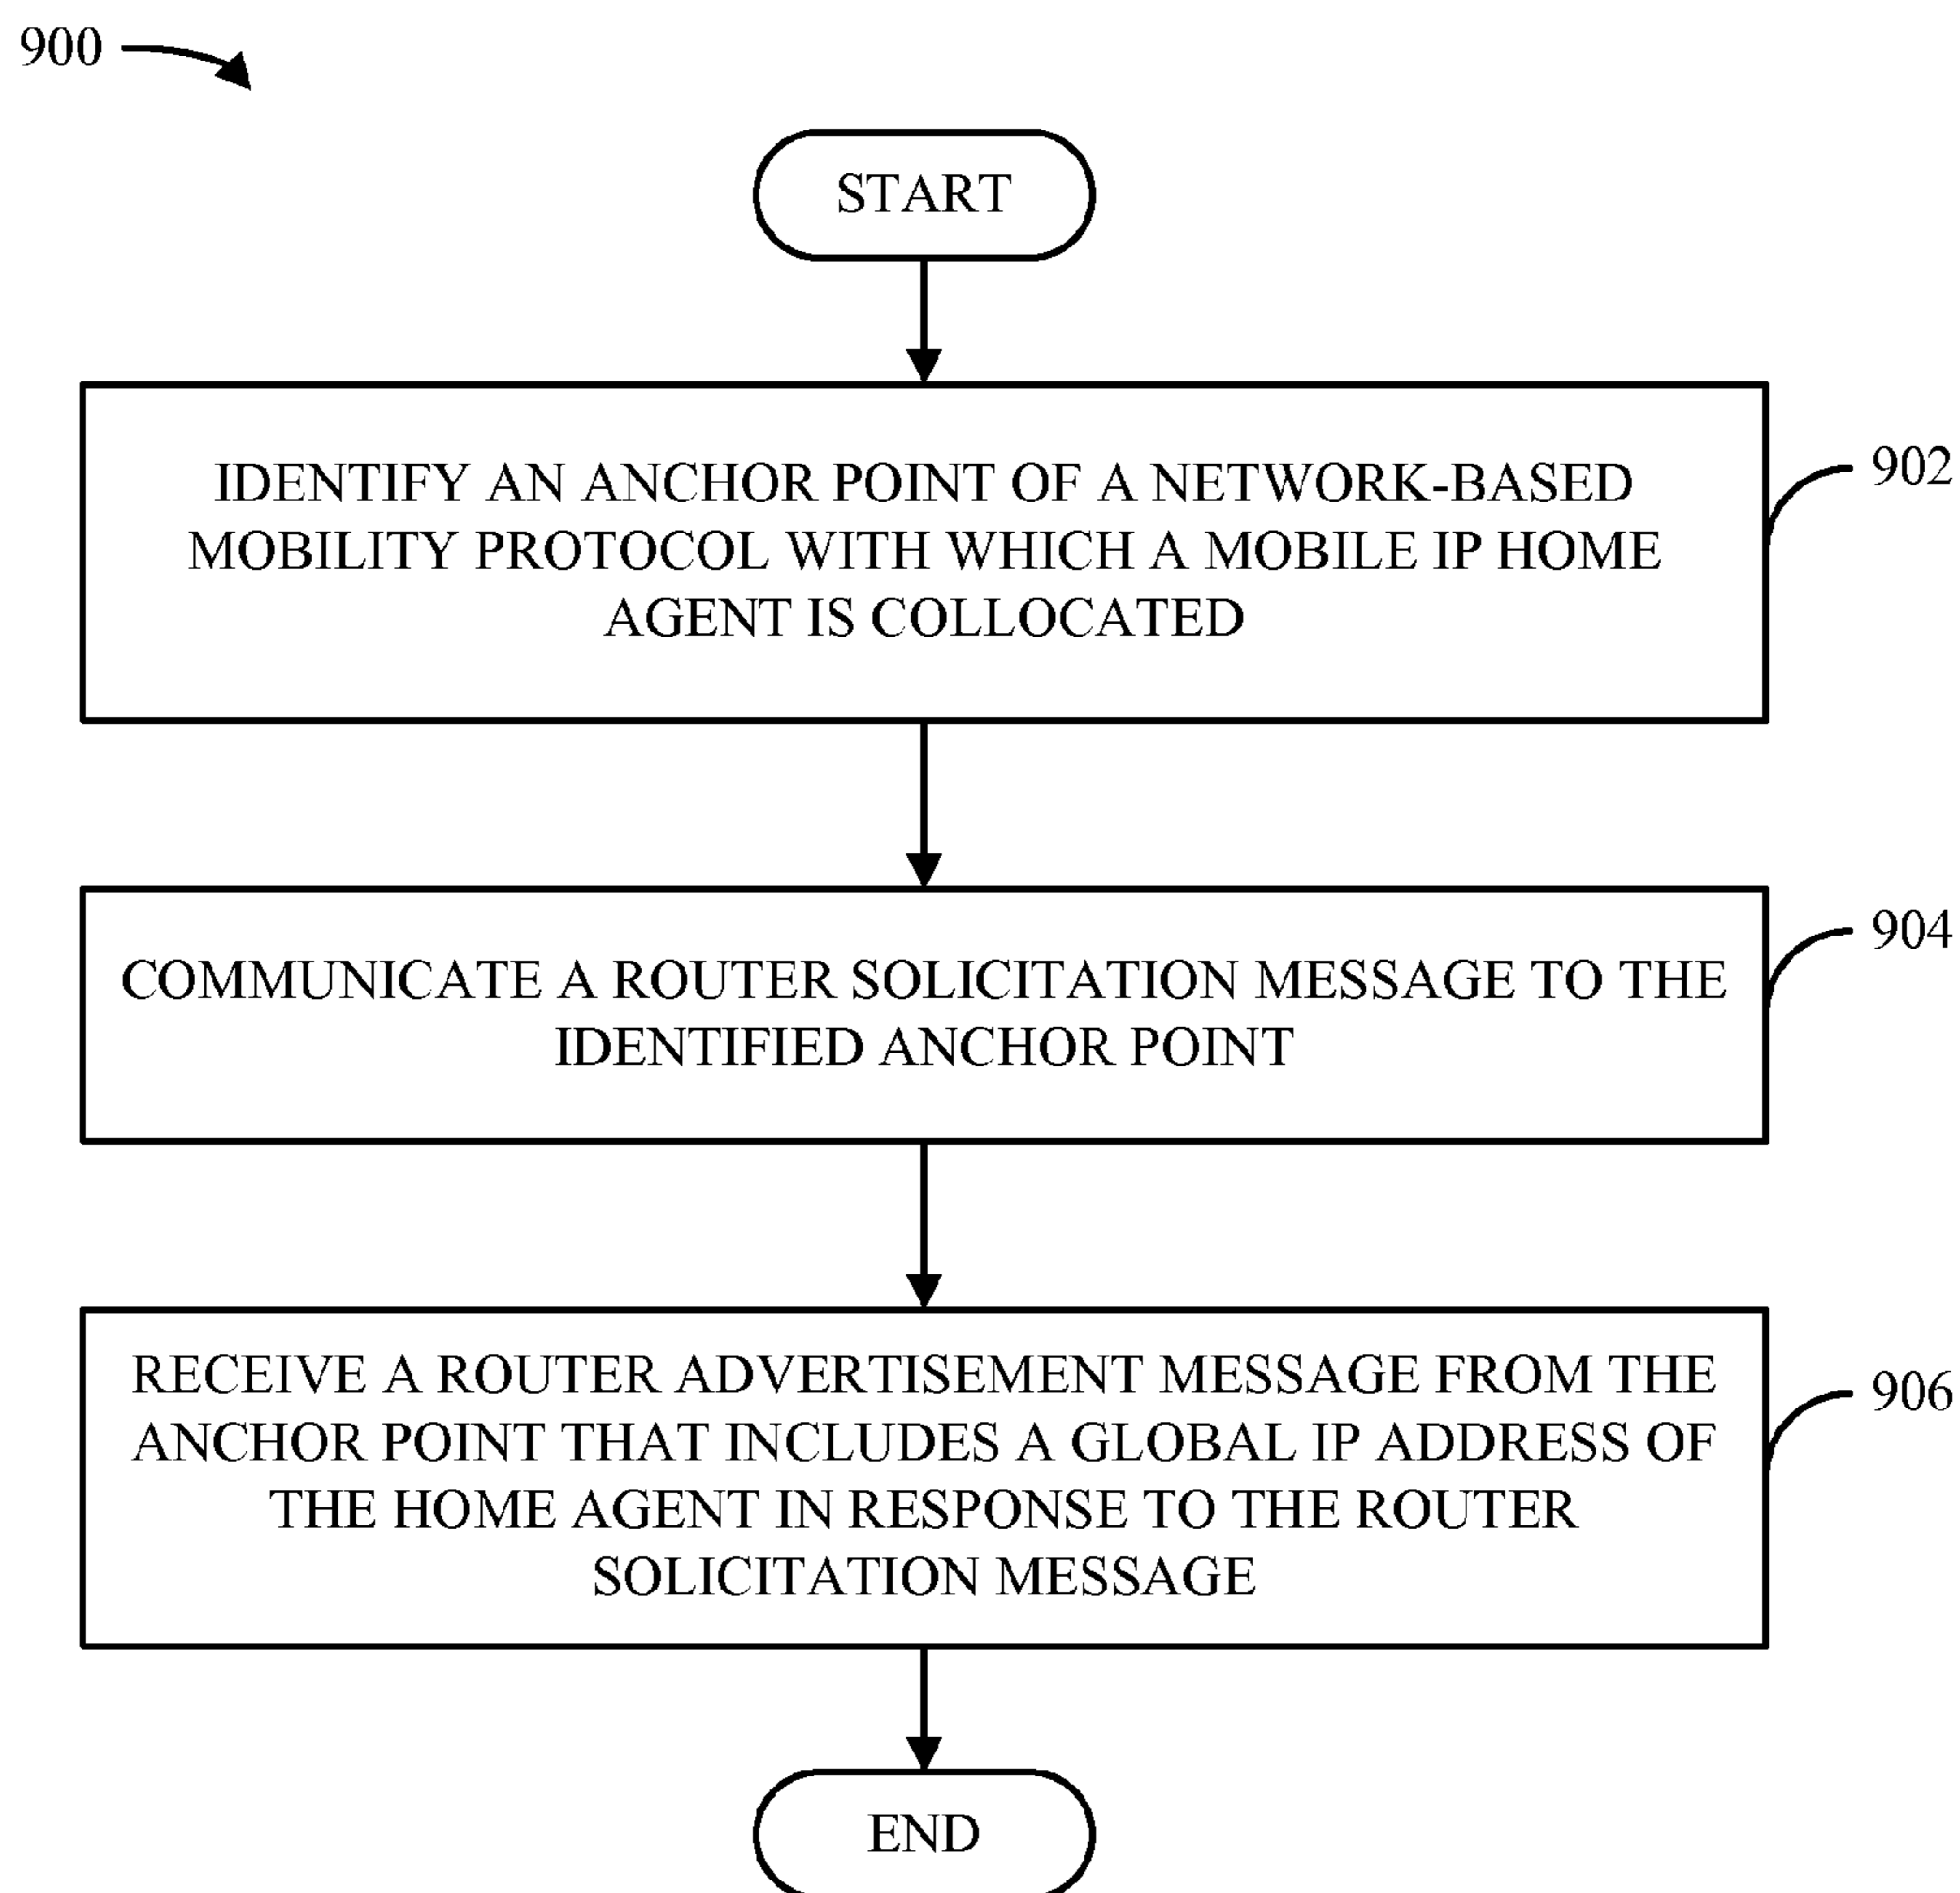 900
START
IDENTIFY AN ANCHOR POINT OF A NETWORK-BASED
MOBILITY PROTOCOL WITH WHICH A MOBILE IP HOME
AGENT IS COLLOCATED
902
COMMUNICATE A ROUTER SOLICITATION MESSAGE TO THE
IDENTIFIED ANCHOR POINT
904
RECEIVE A ROUTER ADVERTISEMENT MESSAGE FROM THE
ANCHOR POINT THAT INCLUDES A GLOBAL IP ADDRESS OF
THE HOME AGENT IN RESPONSE TO THE ROUTER
SOLICITATION MESSAGE
906
END